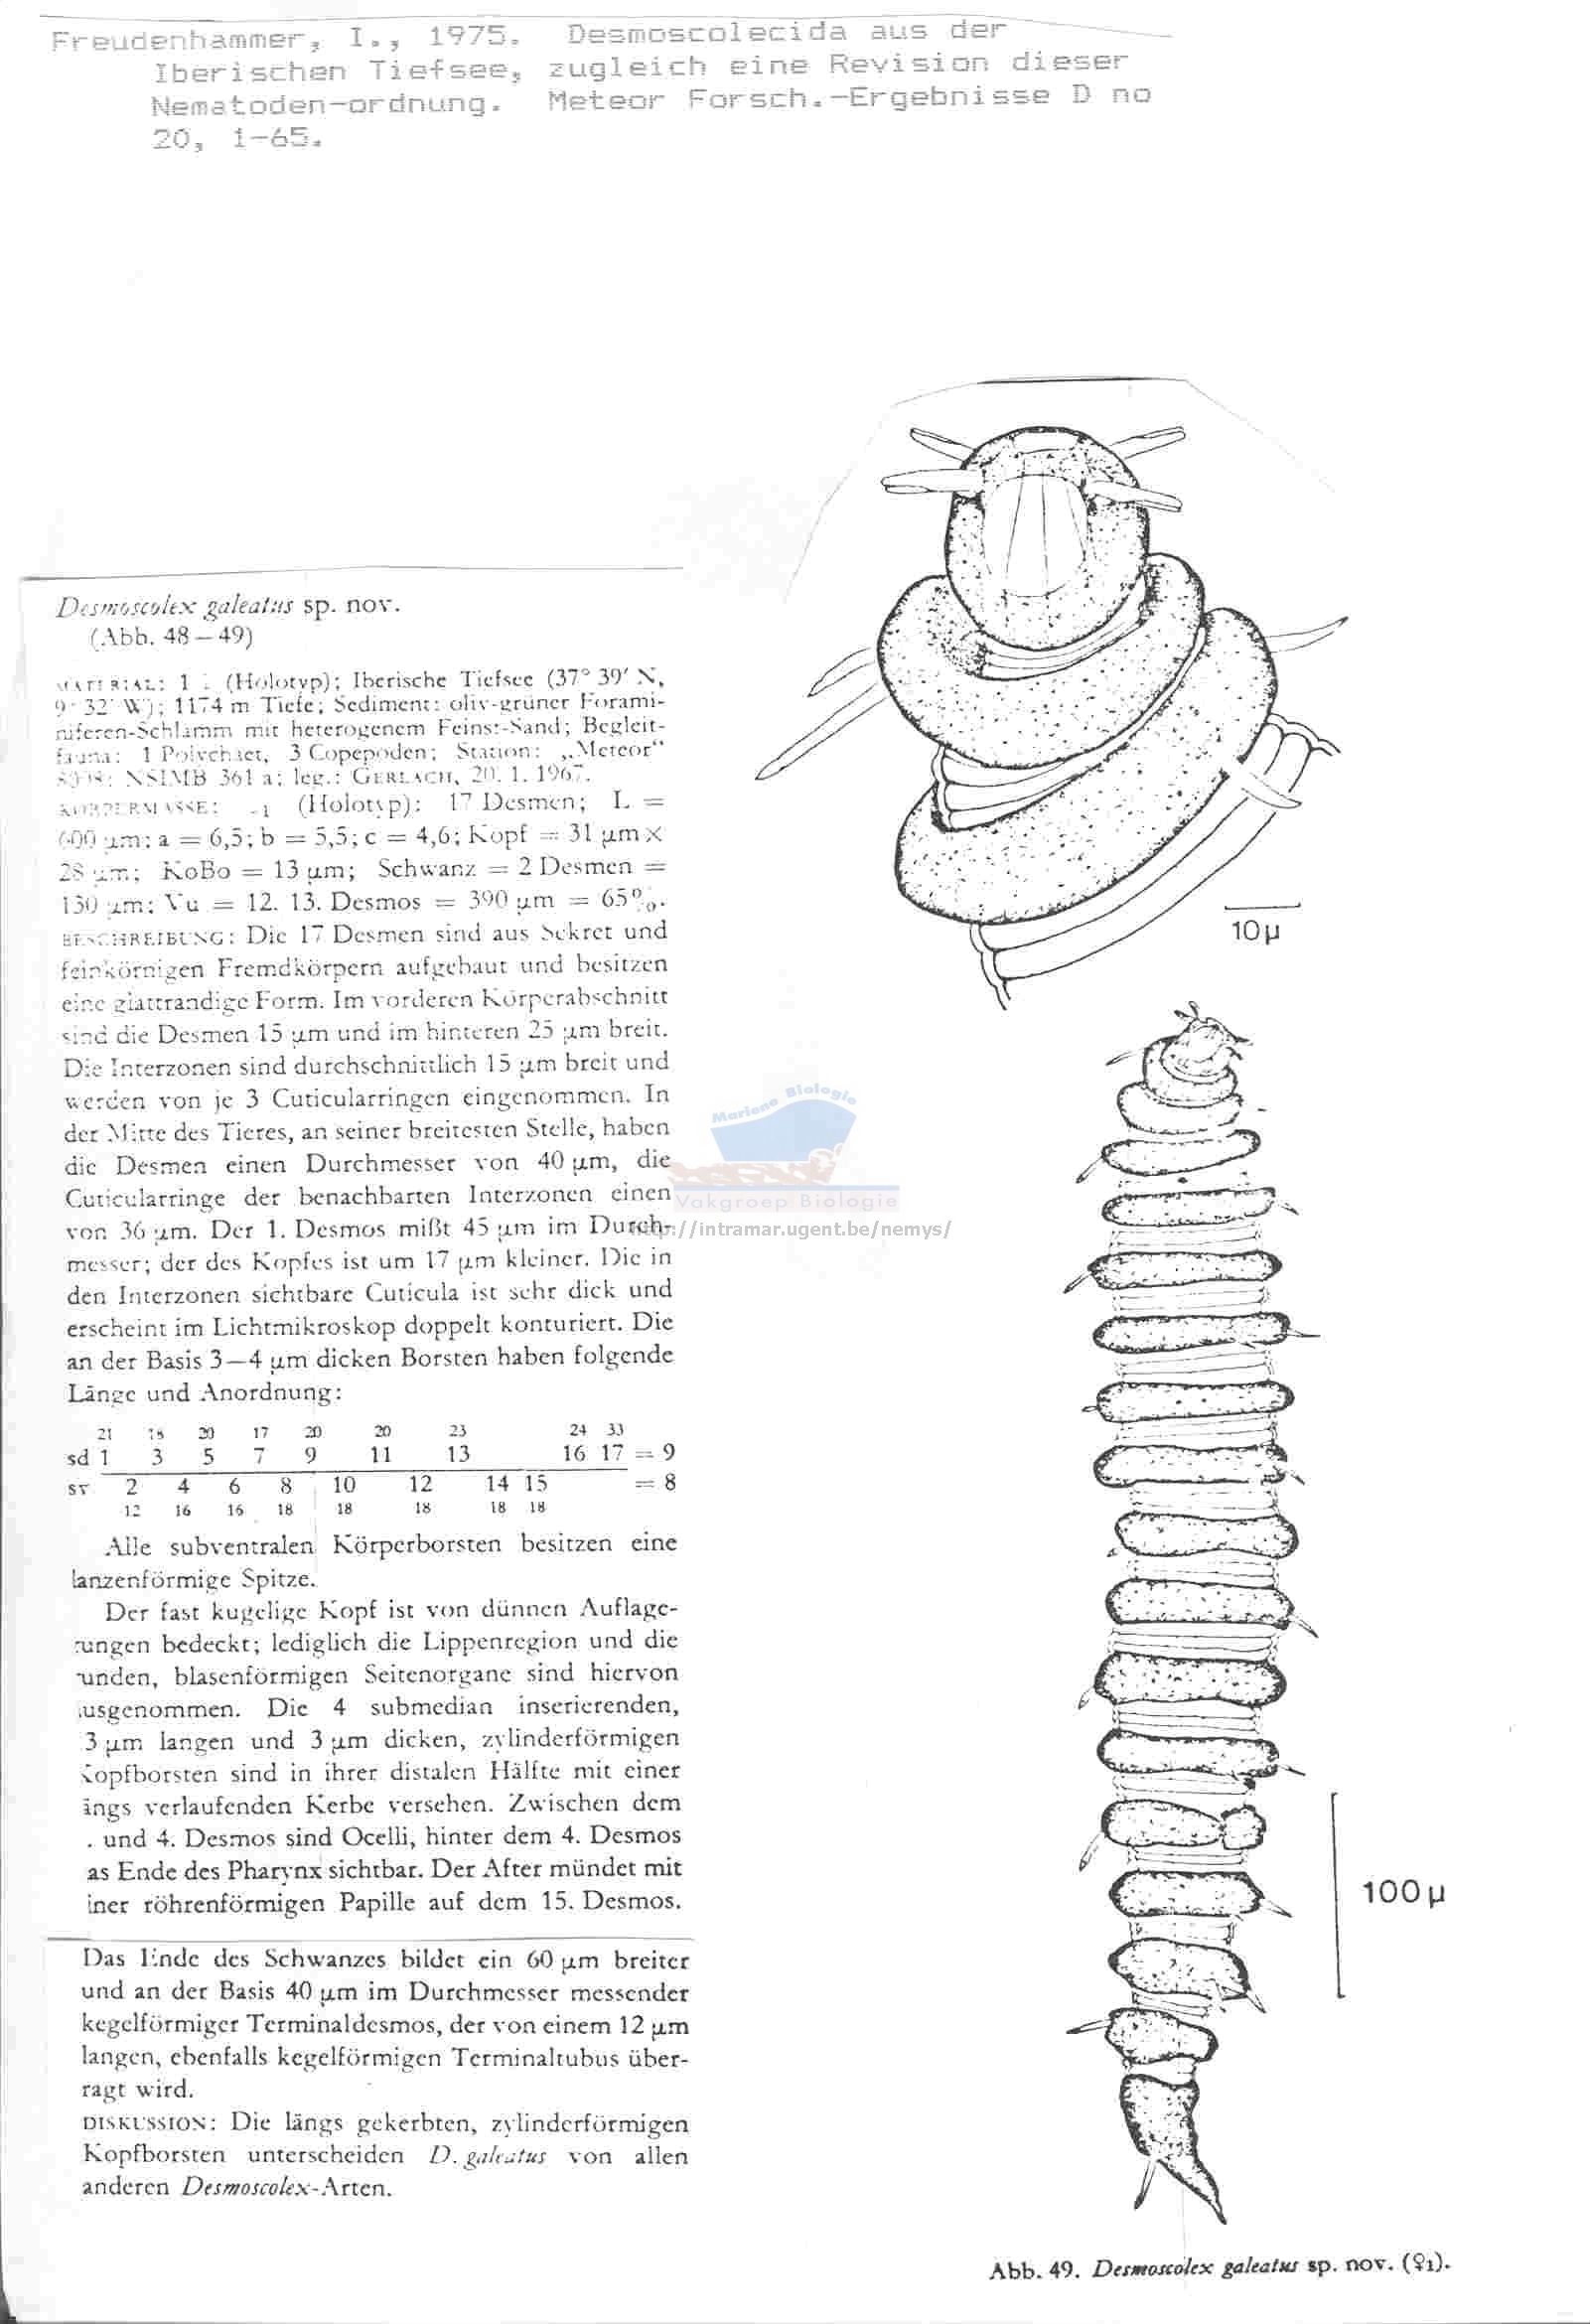 Freudenhammer, I., 1975. Desmoscolecida aus der
Iberischen Tiefsee, zugleich eine Revision dieser
Nematoden-ordnung. Meteor Forsch.-Ergebnisse D no
20, 1-65.
Desmoscolex galeatus sp. nov.
(Abb. 48 – 49)
MATERIAL: 1 (Holotyp); Iberische Tiefsee (37° 39′ N,
9° 32′ W); 1174 m Tiefe; Sediment: oliv-grüner Forami-
niferen-Schlamm mit heterogenem Feinst-Sand; Begleit-
fauna: 1 Polychaet, 3 Copepoden; Station: „Meteor“
NSIMB 361 a; leg.: GERLACH, 20. 1. 1967.
KÖRPERMASSE: (Holotyp): 17 Desmen; L =
600 µm; a = 6,5; b = 5,5; c = 4,6; Kopf = 31 µm ×
28 µm; KoBo = 13 µm; Schwanz = 2 Desmen =
130 µm; Vu = 12. 13. Desmos = 390 µm = 65%.
BESCHREIBUNG: Die 17 Desmen sind aus Sekret und
feinkörnigen Fremdkörpern aufgebaut und besitzen
eine glattrandige Form. Im vorderen Körperabschnitt
sind die Desmen 15 µm und im hinteren 25 µm breit.
Die Interzonen sind durchschnittlich 15 µm breit und
werden von je 3 Cuticularringen eingenommen. In
der Mitte des Tieres, an seiner breitesten Stelle, haben
die Desmen einen Durchmesser von 40 µm, die
Cuticularringe der benachbarten Interzonen einen
von 36 µm. Der 1. Desmos mißt 45 µm im Durch-
messer; der des Kopfes ist um 17 µm kleiner. Die in
den Interzonen sichtbare Cuticula ist sehr dick und
erscheint im Lichtmikroskop doppelt konturiert. Die
an der Basis 3—4 µm dicken Borsten haben folgende
Länge und Anordnung:
21 18 20 17 20 20 23 24 33
sd 1 3 5 7 9 11 13 16 17 = 9
sv 2 4 6 8 10 12 14 15 = 8
12 16 16 18 18 18 18 18
Alle subventralen Körperborsten besitzen eine
lanzenförmige Spitze.
Der fast kugelige Kopf ist von dünnen Auflage-
rungen bedeckt; lediglich die Lippenregion und die
unden, blasenförmigen Seitenorgane sind hiervon
usgenommen. Die 4 submedian inserierenden,
3 µm langen und 3 µm dicken, zylinderförmigen
Kopfborsten sind in ihrer distalen Hälfte mit einer
ängs verlaufenden Kerbe versehen. Zwischen dem
. und 4. Desmos sind Ocelli, hinter dem 4. Desmos
as Ende des Pharynx sichtbar. Der After mündet mit
iner röhrenförmigen Papille auf dem 15. Desmos.
Das Ende des Schwanzes bildet ein 60 µm breiter
und an der Basis 40 µm im Durchmesser messender
kegelförmiger Terminaldesmos, der von einem 12 µm
langen, ebenfalls kegelförmigen Terminaltubus über-
ragt wird.
DISKUSSION: Die längs gekerbten, zylinderförmigen
Kopfborsten unterscheiden D. galeatus von allen
anderen Desmoscolex-Arten.
10 µ
Mariene Biologie
Vakgroep Biologie
http://intramar.ugent.be/nemys/
100 µ
Abb. 49. Desmoscolex galeatus sp. nov. (♀1).